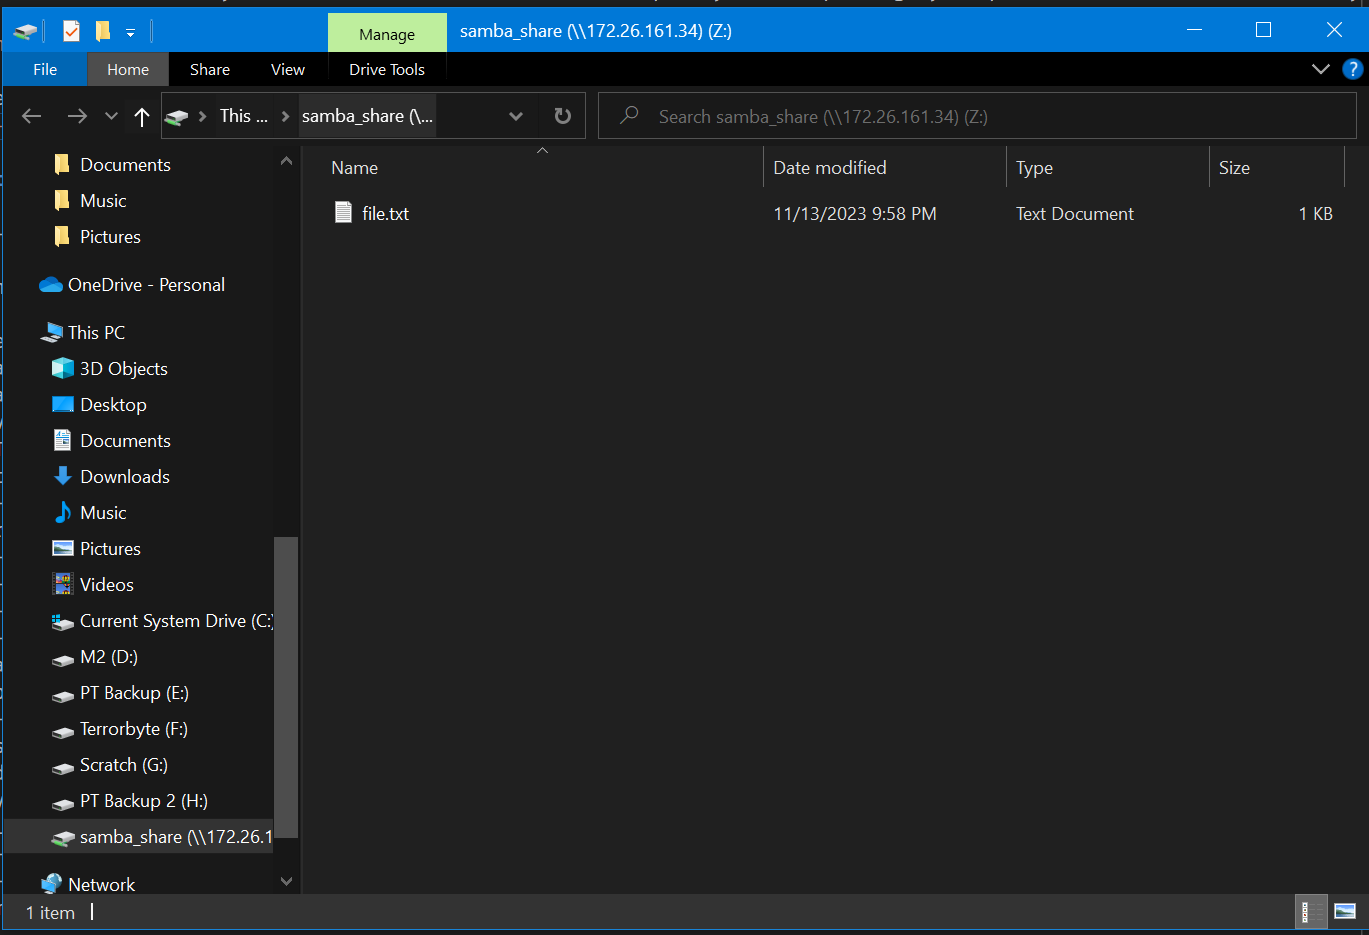 Manage
samba_share (\\172.26.161.34) (Z:)
File
Home
Share
View
Drive Tools
?
This ...
samba_share (\...
Search samba_share (\\172.26.161.34) (Z:)
Documents
Music
Pictures
OneDrive - Personal
This PC
3D Objects
Desktop
Documents
Downloads
Music
Pictures
Videos
Current System Drive (C:)
M2 (D:)
PT Backup (E:)
Terrorbyte (F:)
Scratch (G:)
PT Backup 2 (H:)
samba_share (\\172.26.1
Network
Name
Date modified
Type
Size
file.txt
11/13/2023 9:58 PM
Text Document
1 KB
1 item